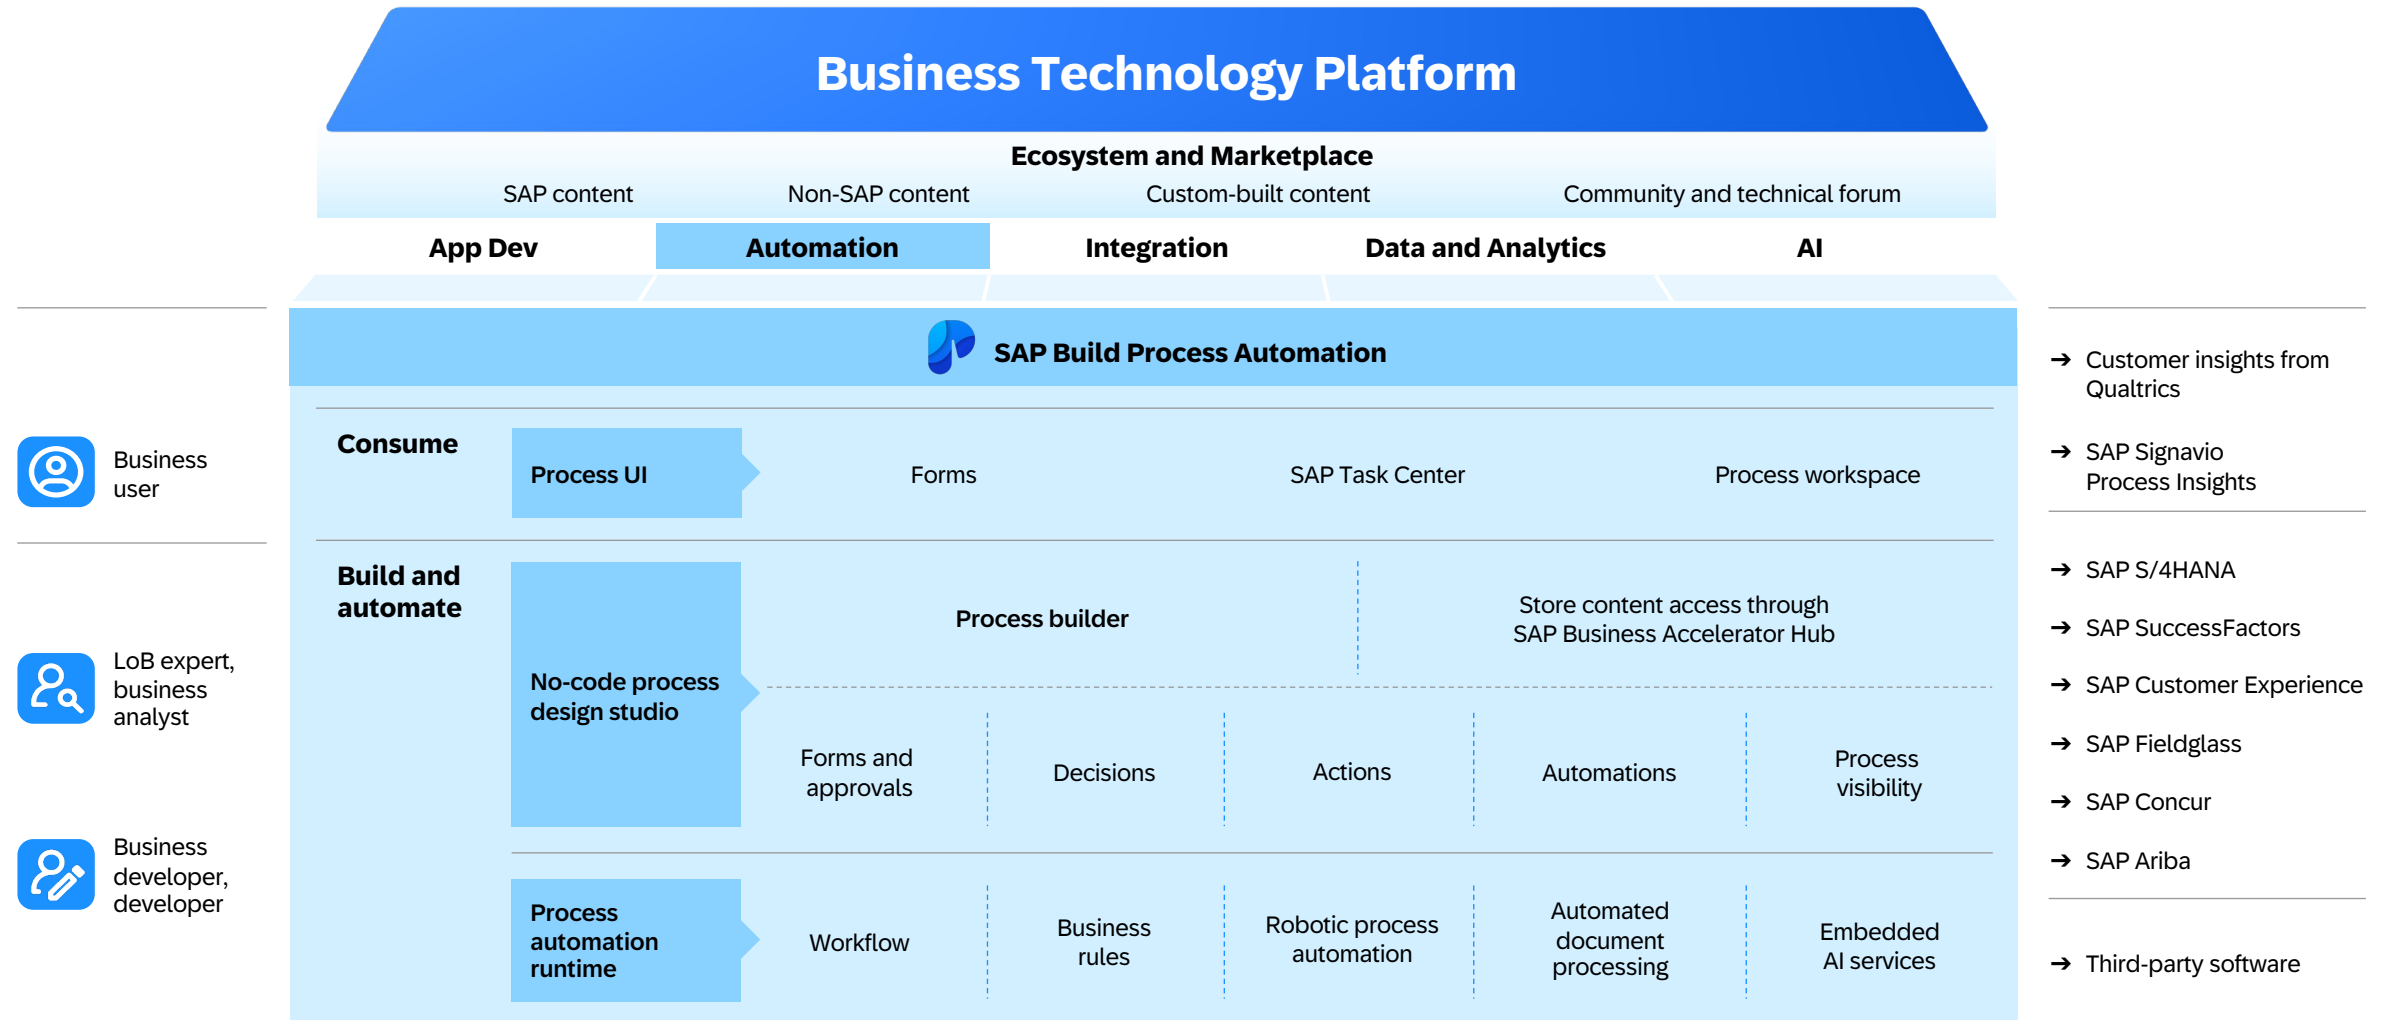 Business Technology Platform
Ecosystem and Marketplace
SAP content
Non-SAP content
Custom-built content
Community and technical forum
App Dev
Automation
Integration
Data and Analytics
AI
SAP Build Process Automation
Business
user
LoB expert,
business
analyst
Business
developer,
developer
Consume
Process UI
Forms
SAP Task Center
Process workspace
Build and
automate
No-code process
design studio
Process builder
Store content access through
SAP Business Accelerator Hub
Forms and
approvals
Decisions
Actions
Automations
Process
visibility
Process
automation
runtime
Workflow
Business
rules
Robotic process
automation
Automated
document
processing
Embedded
AI services
➔ Customer insights from
Qualtrics
➔ SAP Signavio
Process Insights
➔ SAP S/4HANA
➔ SAP SuccessFactors
➔ SAP Customer Experience
➔ SAP Fieldglass
➔ SAP Concur
➔ SAP Ariba
➔ Third-party software